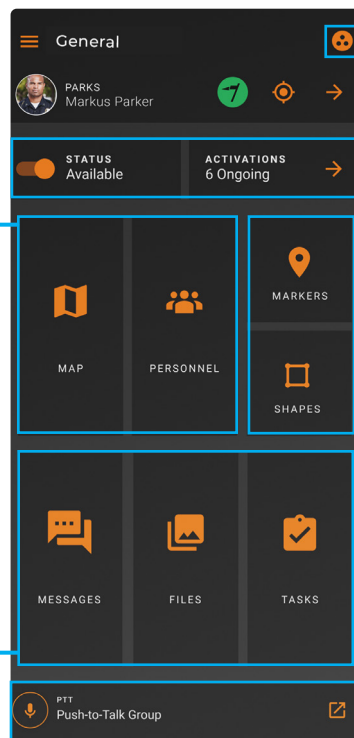 General
PARKS
Markus Parker
STATUS
Available
ACTIVATIONS
6 Ongoing
MARKERS
MAP
PERSONNEL
SHAPES
MESSAGES
FILES
TASKS
PTT
Push-to-Talk Group